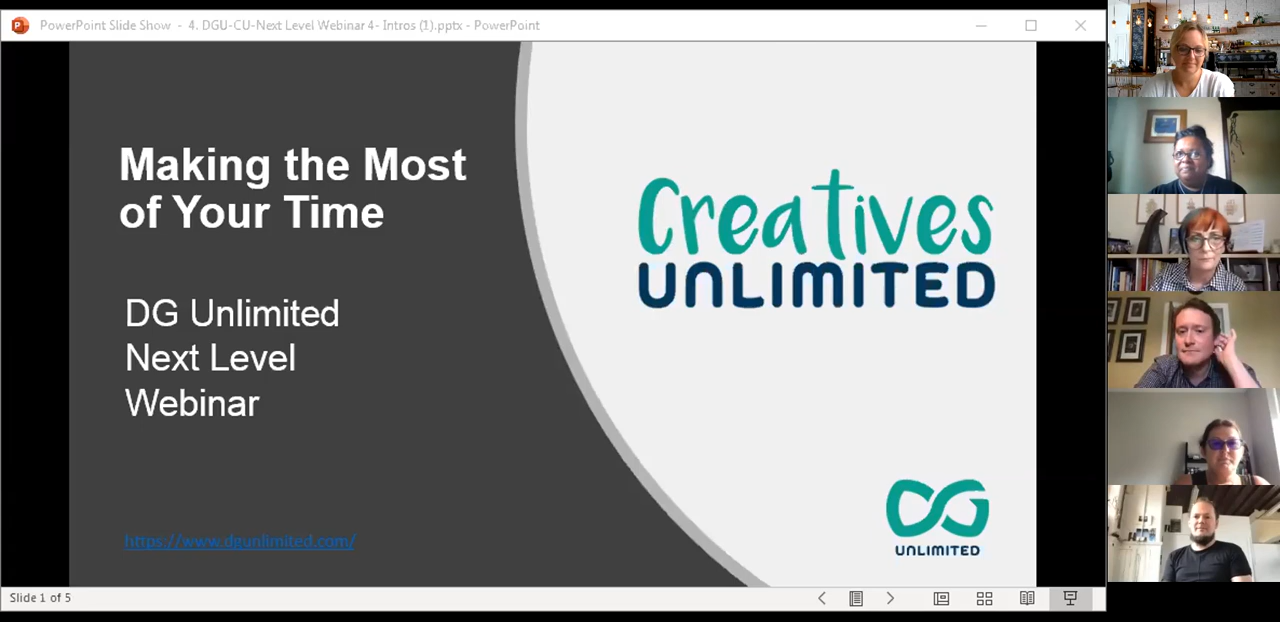 PowerPoint Slide Show - 4. DGU-CU-Next Level Webinar 4- Intros (1).pptx - PowerPoint
Making the Most
of Your Time
DG Unlimited
Next Level
Webinar
https://www.dgunlimited.com/
Creatives
UNLIMITED
DG
UNLIMITED
Slide 1 of 5